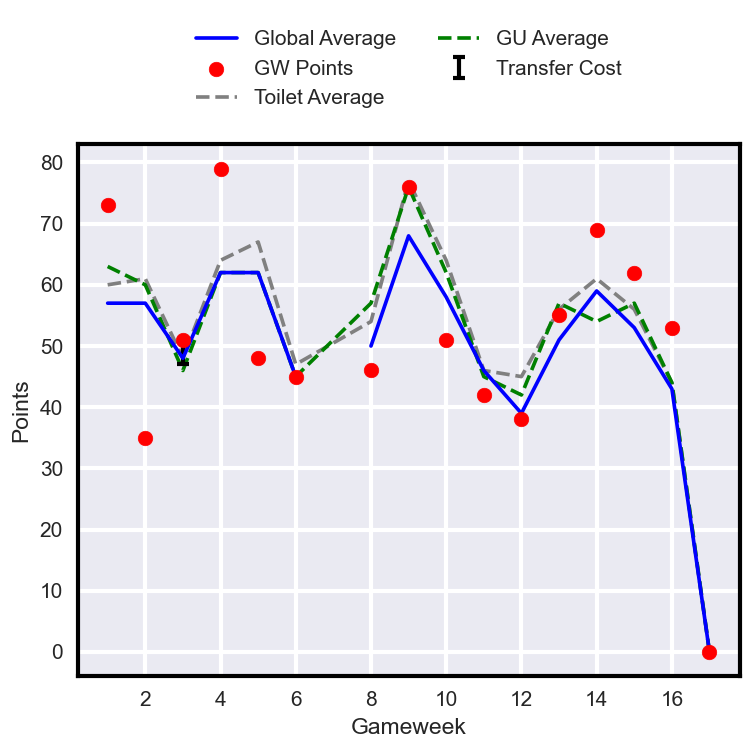 Global Average
GW Points
Toilet Average
GU Average
Transfer Cost
80
70
60
50
40
30
20
10
0
Points
2 4 6 8 10 12 14 16
Gameweek